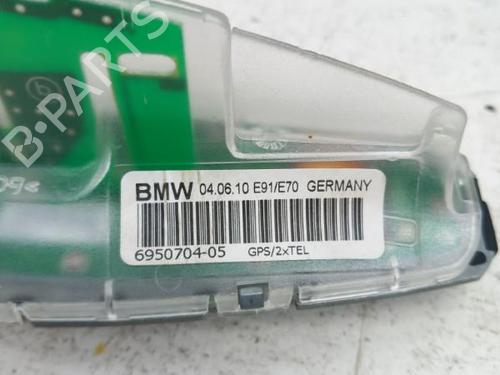 B-PARTS
BMW 04.06.10 E91/E70 GERMANY
6950704-05 GPS/2xTEL